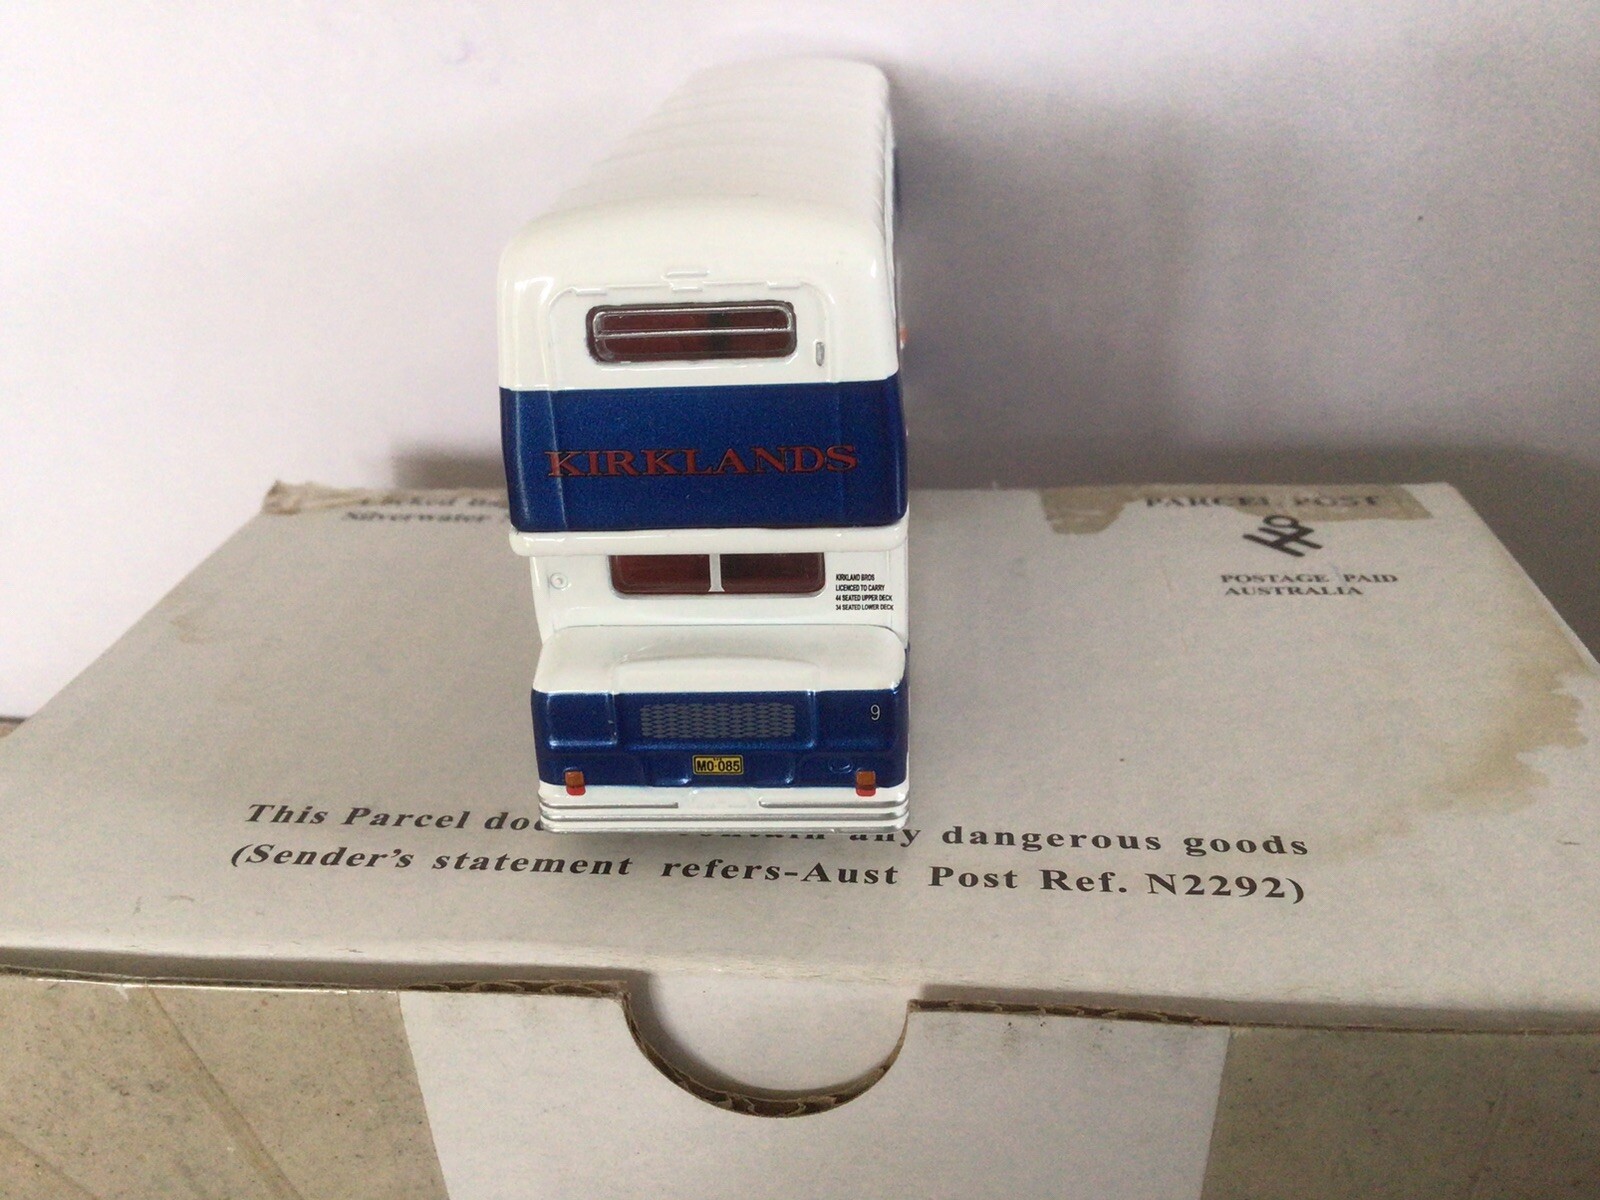 Silverwater
PARCEL POST
POSTAGE PAID
AUSTRALIA
KIRKLANDS
KIRKLAND BROS
LICENCED TO CARRY
44 SEATED UPPER DECK
34 SEATED LOWER DECK
9
MO·085
This Parcel any dangerous goods
(Sender's statement refers-Aust Post Ref. N2292)